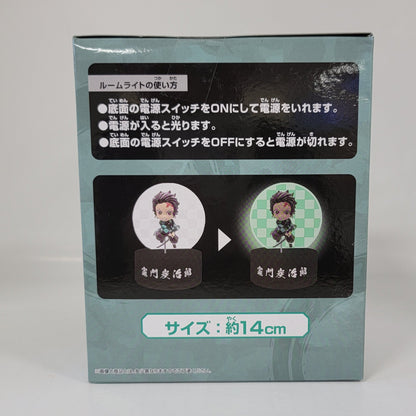 ルームライトの使い方
●底面の電源スイッチをONにして電源をいれます。
●電源が入ると光ります。
●底面の電源スイッチをOFFにすると電源が切れます。
竈門炭治郎
竈門炭治郎
サイズ：約14cm